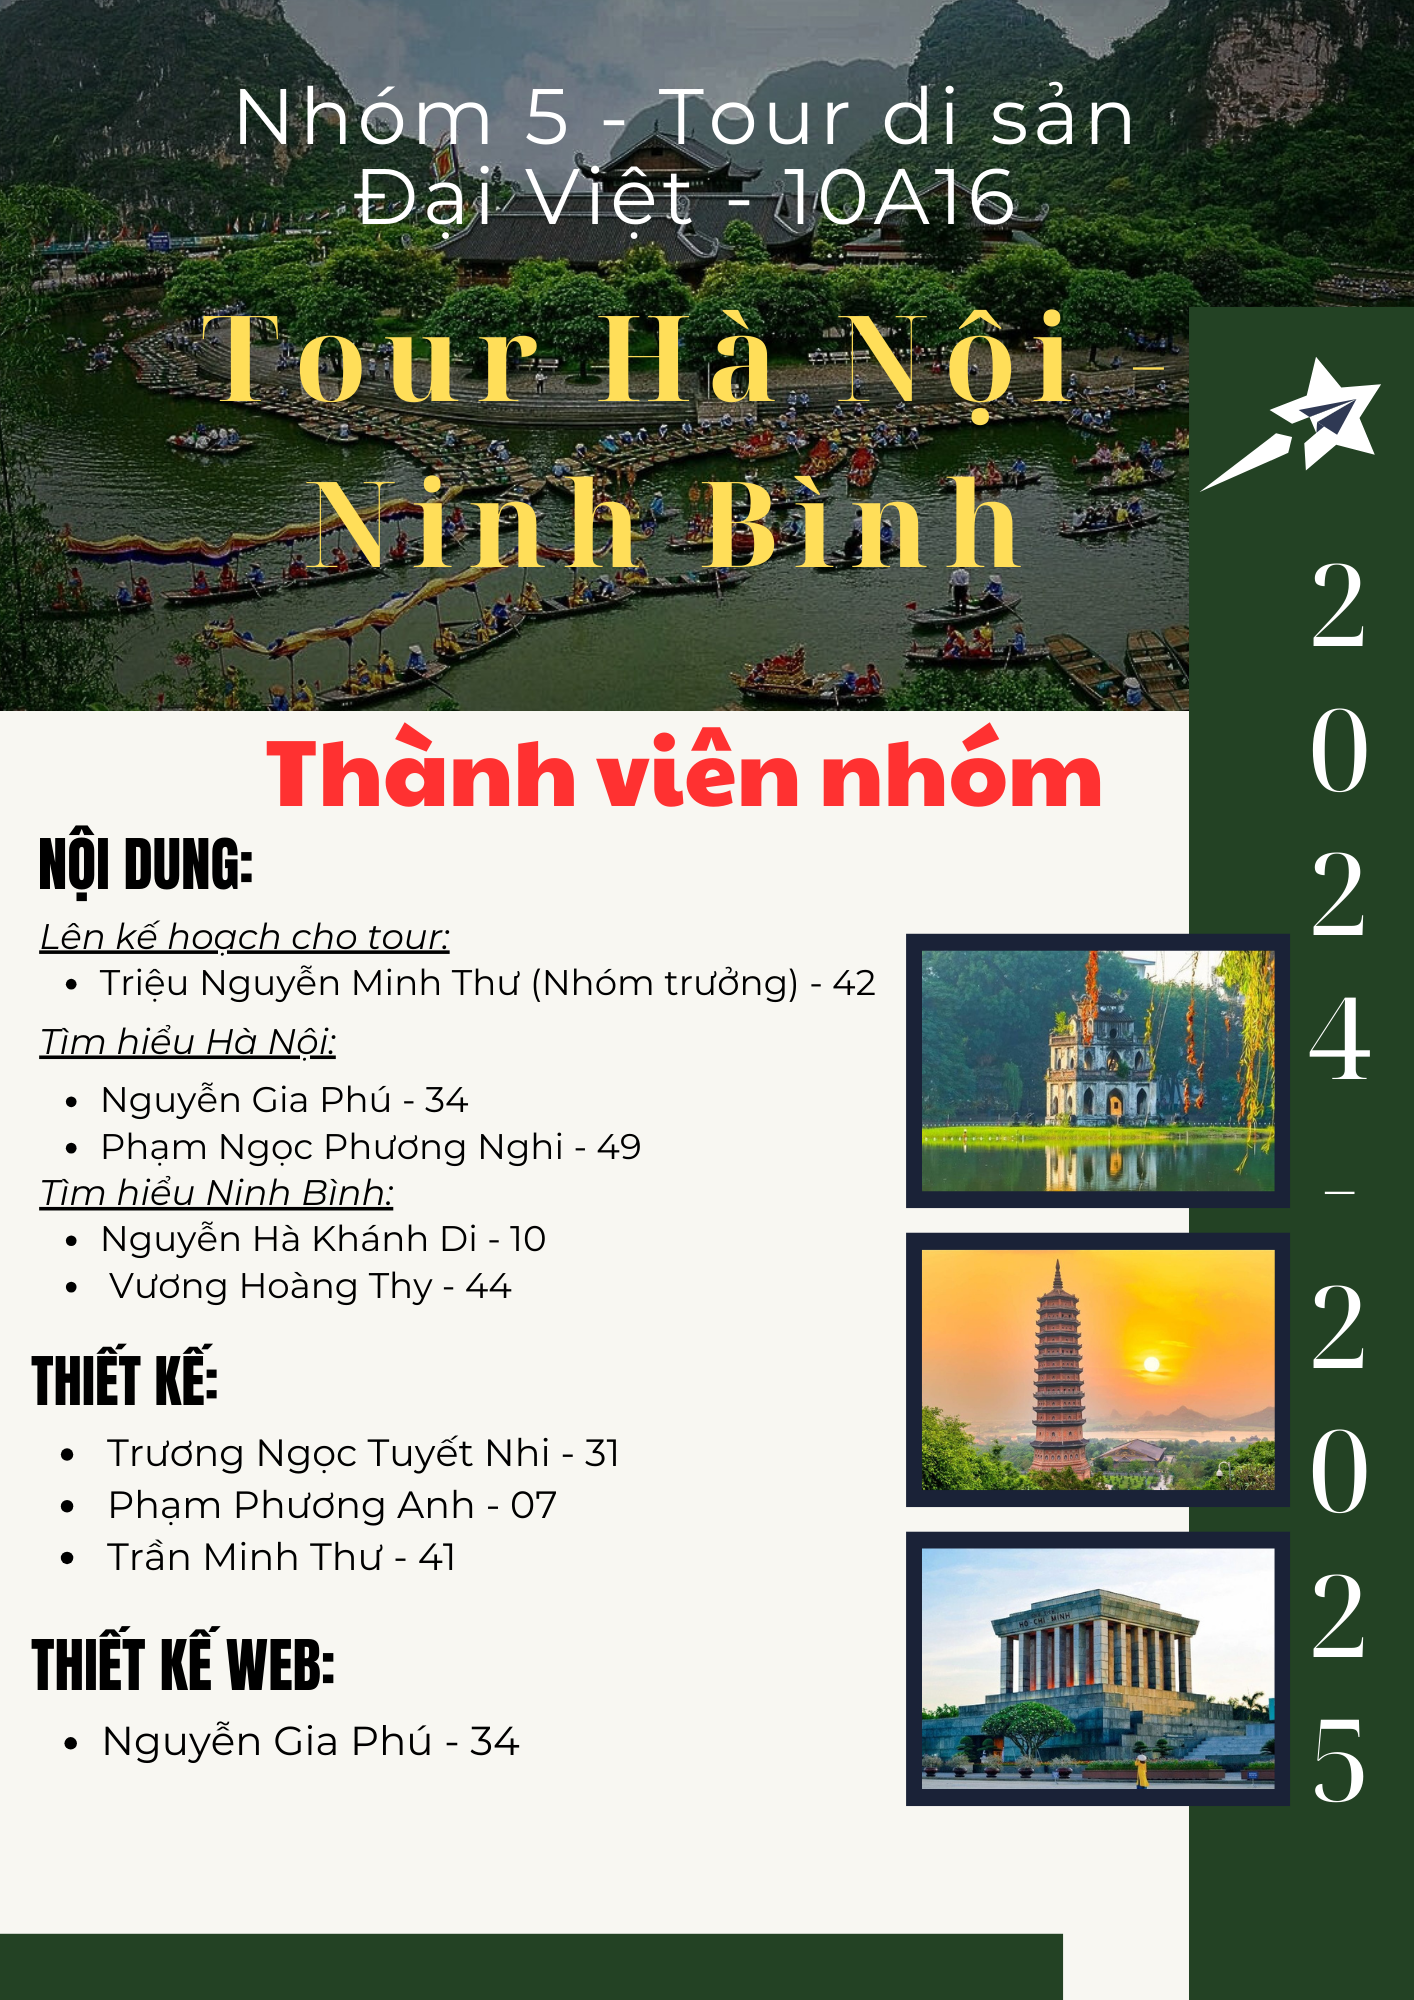 Nhóm 5 - Tour di sản
Đại Việt - 10A16
Tour Hà Nội -
Ninh Bình
2024 - 2025
Thành viên nhóm
NỘI DUNG:
Lên kế hoạch cho tour:
• Triệu Nguyễn Minh Thư (Nhóm trưởng) - 42
Tìm hiểu Hà Nội:
• Nguyễn Gia Phú - 34
• Phạm Ngọc Phương Nghi - 49
Tìm hiểu Ninh Bình:
• Nguyễn Hà Khánh Di - 10
• Vương Hoàng Thy - 44
THIẾT KẾ:
• Trương Ngọc Tuyết Nhi - 31
• Phạm Phương Anh - 07
• Trần Minh Thư - 41
THIẾT KẾ WEB:
• Nguyễn Gia Phú - 34
HỒ CHÍ MINH